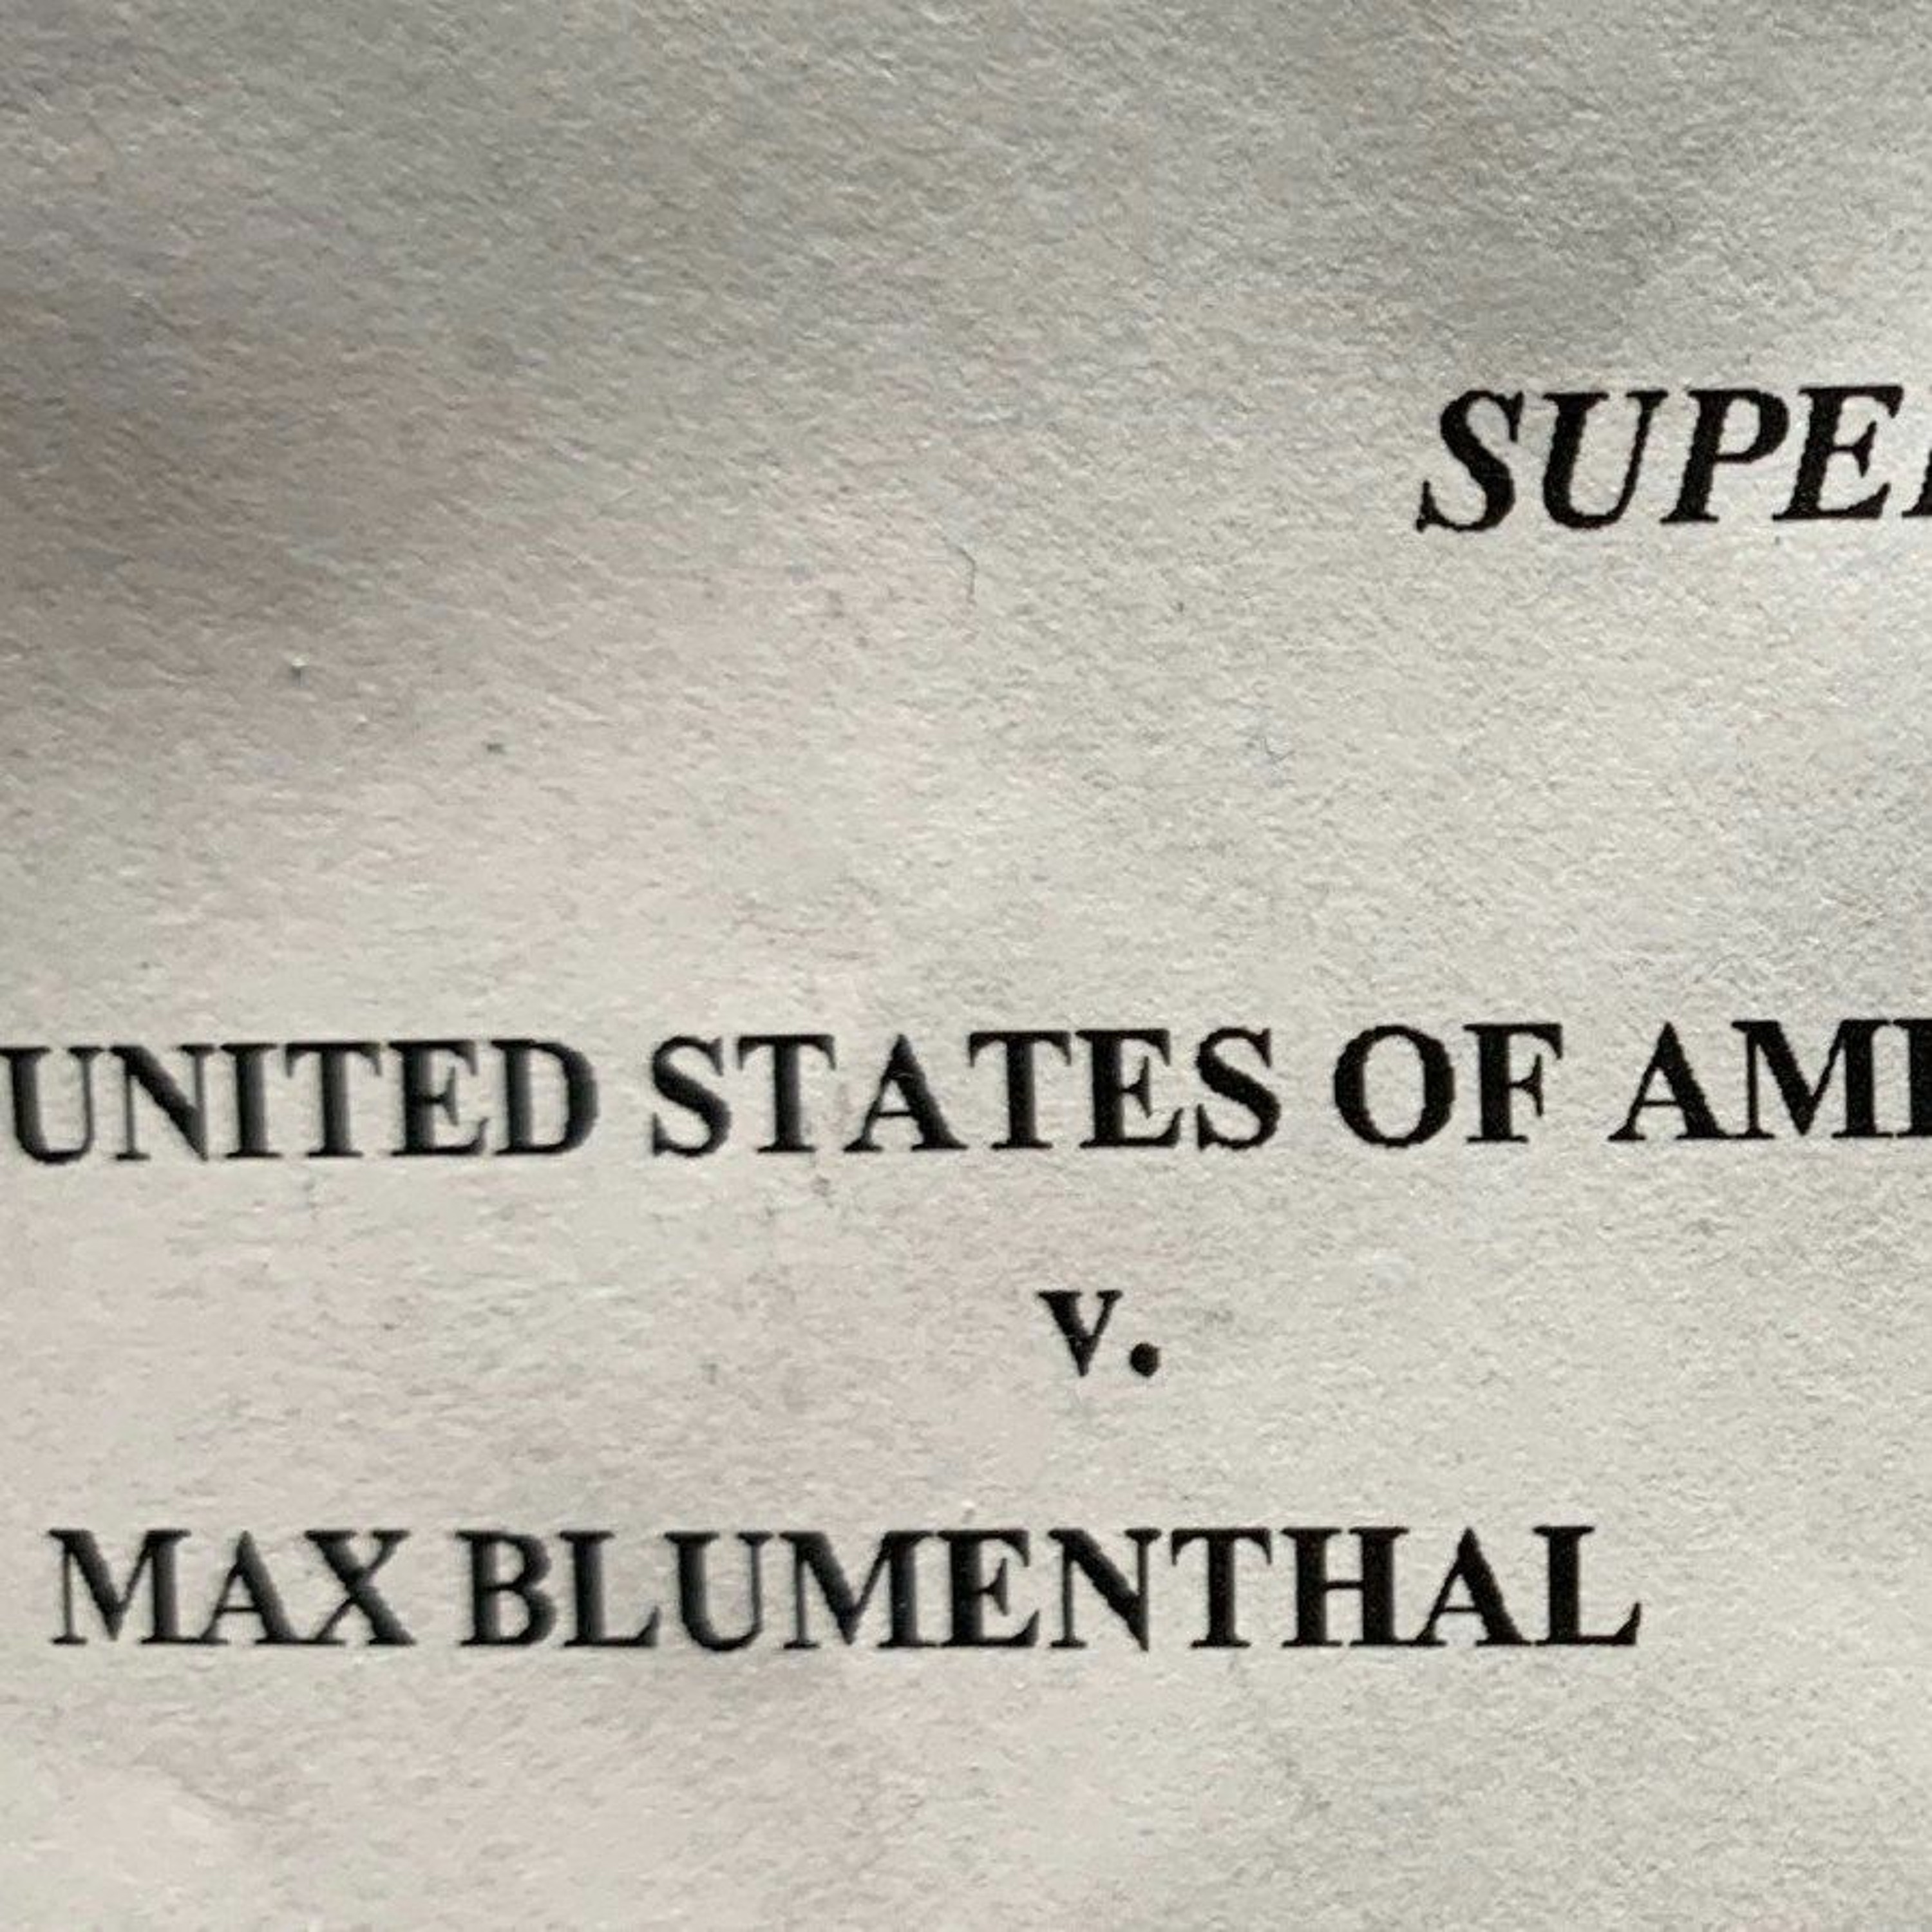 SUPE
UNITED STATES OF AM
v.
MAX BLUMENTHAL